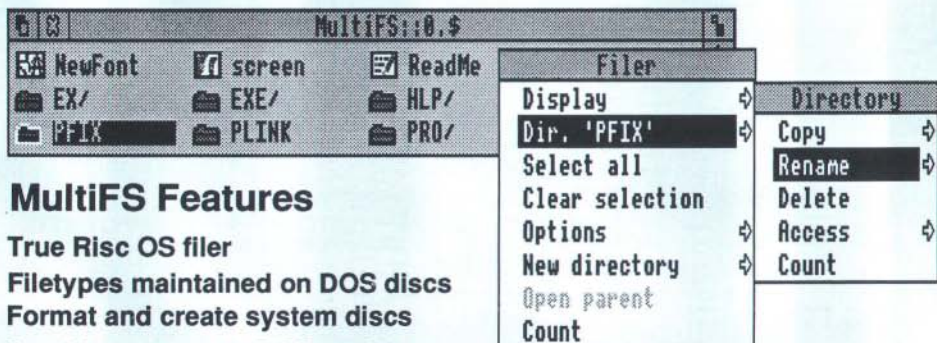 MultiFS::0.$
NewFont screen ReadMe
EX/ EXE/ HLP/
PFIX PLINK PRO/
Filer
Display
Dir. 'PFIX'
Select all
Clear selection
Options
New directory
Open parent
Count
Directory
Copy
Rename
Delete
Access
Count
MultiFS Features
True Risc OS filer
Filetypes maintained on DOS discs
Format and create system discs